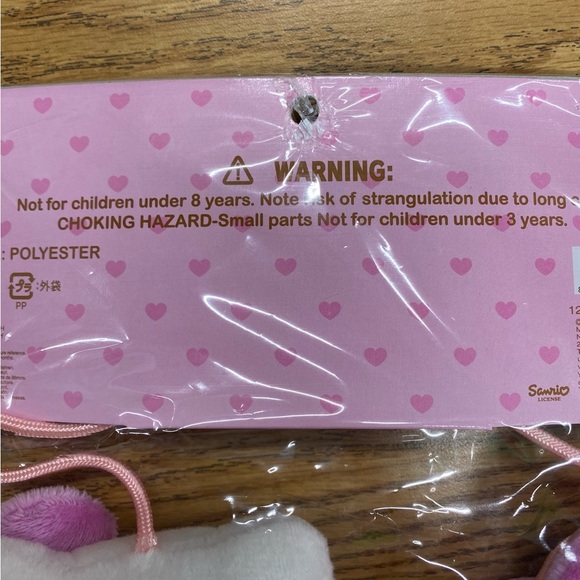 WARNING:
Not for children under 8 years. Note risk of strangulation due to long
CHOKING HAZARD-Small parts Not for children under 3 years.
: POLYESTER
プラ :外袋
PP
12
Sanrio
LICENSE